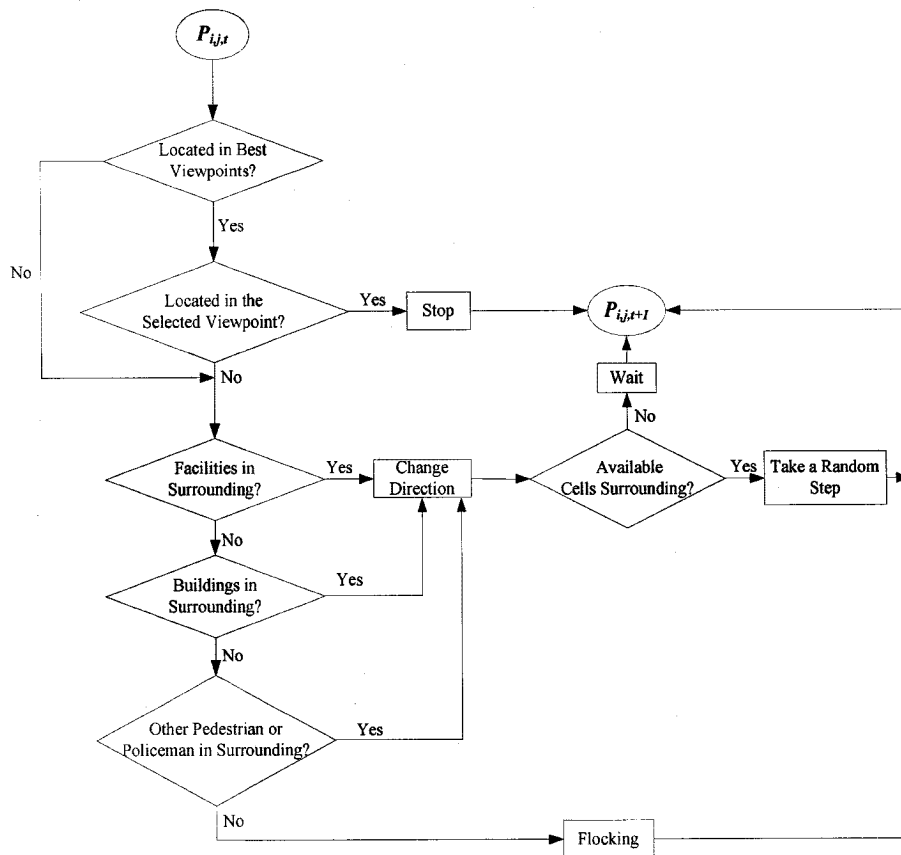 P i,j,t
Located in Best
Viewpoints?
Yes
No
Located in the
Selected Viewpoint?
Yes
Stop
P i,j,t+1
No
Wait
No
Facilities in
Surrounding?
Yes
Change
Direction
Available
Cells Surrounding?
Yes
Take a Random
Step
No
Buildings in
Surrounding?
Yes
No
Other Pedestrian or
Policeman in Surrounding?
Yes
No
Flocking